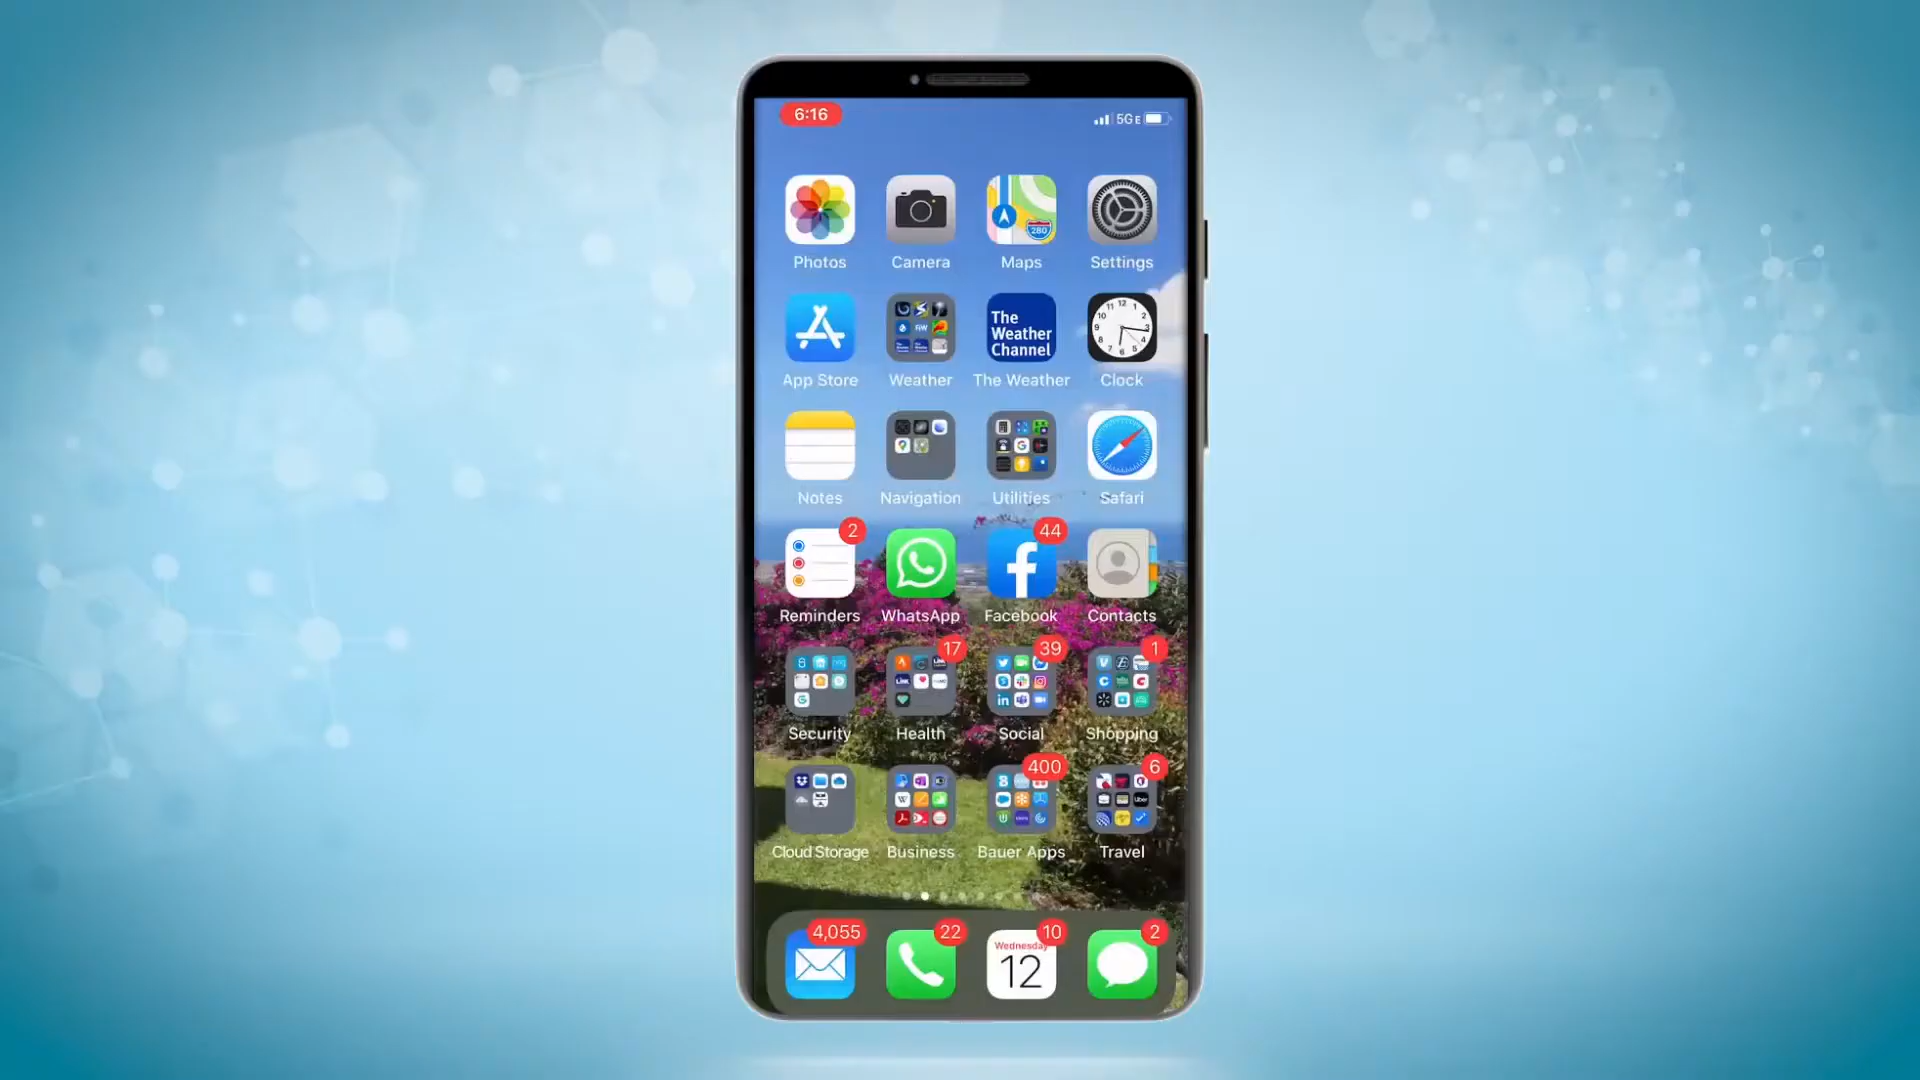 6:16
5GE
280
Photos
Camera
Maps
Settings
The
Weather
Channel
App Store
Weather
The Weather
Clock
Notes
Navigation
Utilities
Safari
2
44
Reminders
WhatsApp
Facebook
Contacts
17
39
1
Security
Health
Social
Shopping
400
6
Cloud Storage
Business
Bauer Apps
Travel
4,055
22
10
2
Wednesday
12